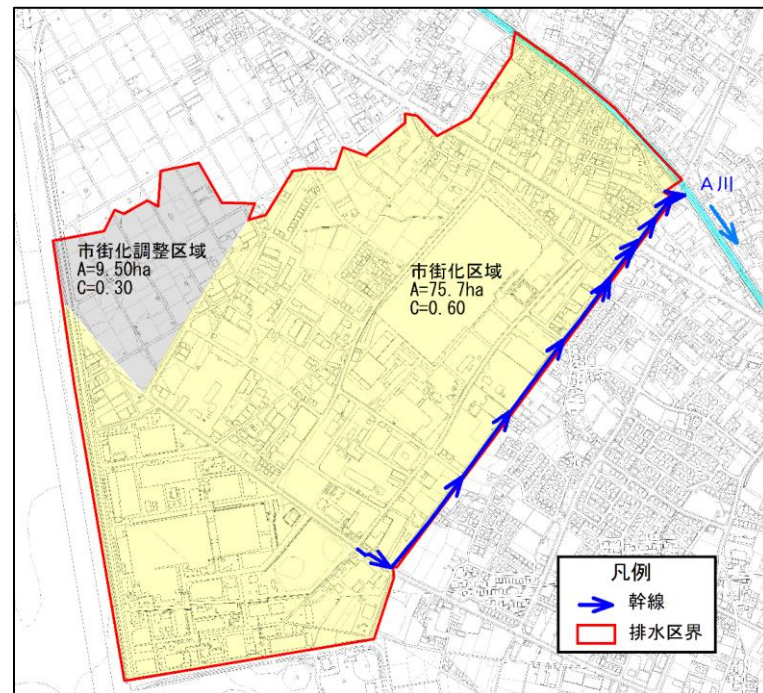 A川
市街化調整区域
A=9.50ha
C=0.30
市街化区域
A=75.7ha
C=0.60
凡例
幹線
排水区界